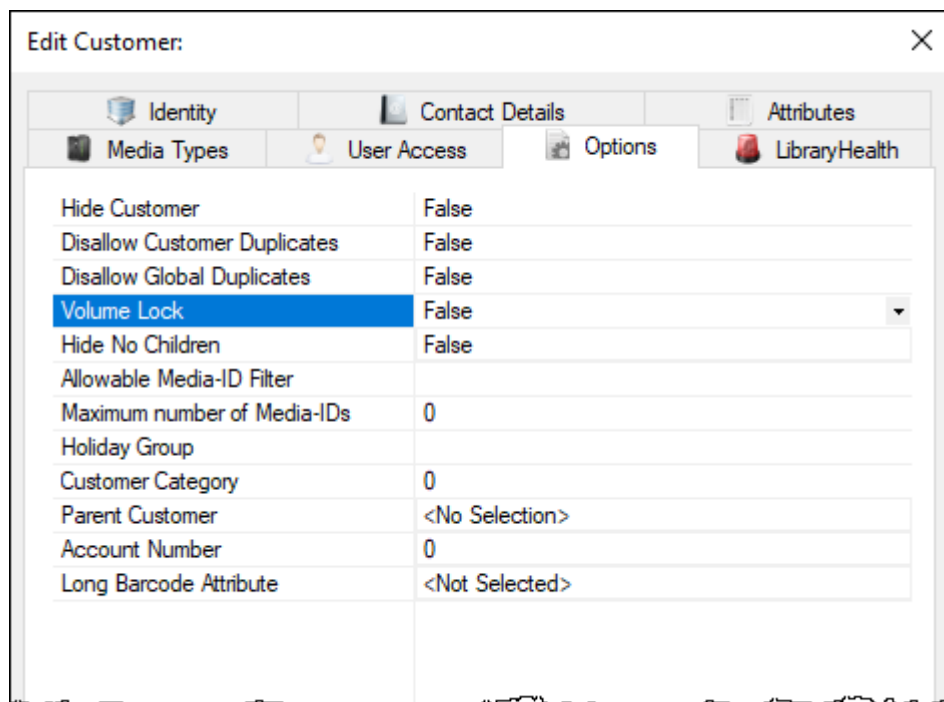 Edit Customer:
Identity Contact Details Attributes
Media Types User Access Options LibraryHealth
Hide Customer False
Disallow Customer Duplicates False
Disallow Global Duplicates False
Volume Lock False
Hide No Children False
Allowable Media-ID Filter
Maximum number of Media-IDs 0
Holiday Group
Customer Category 0
Parent Customer <No Selection>
Account Number 0
Long Barcode Attribute <Not Selected>